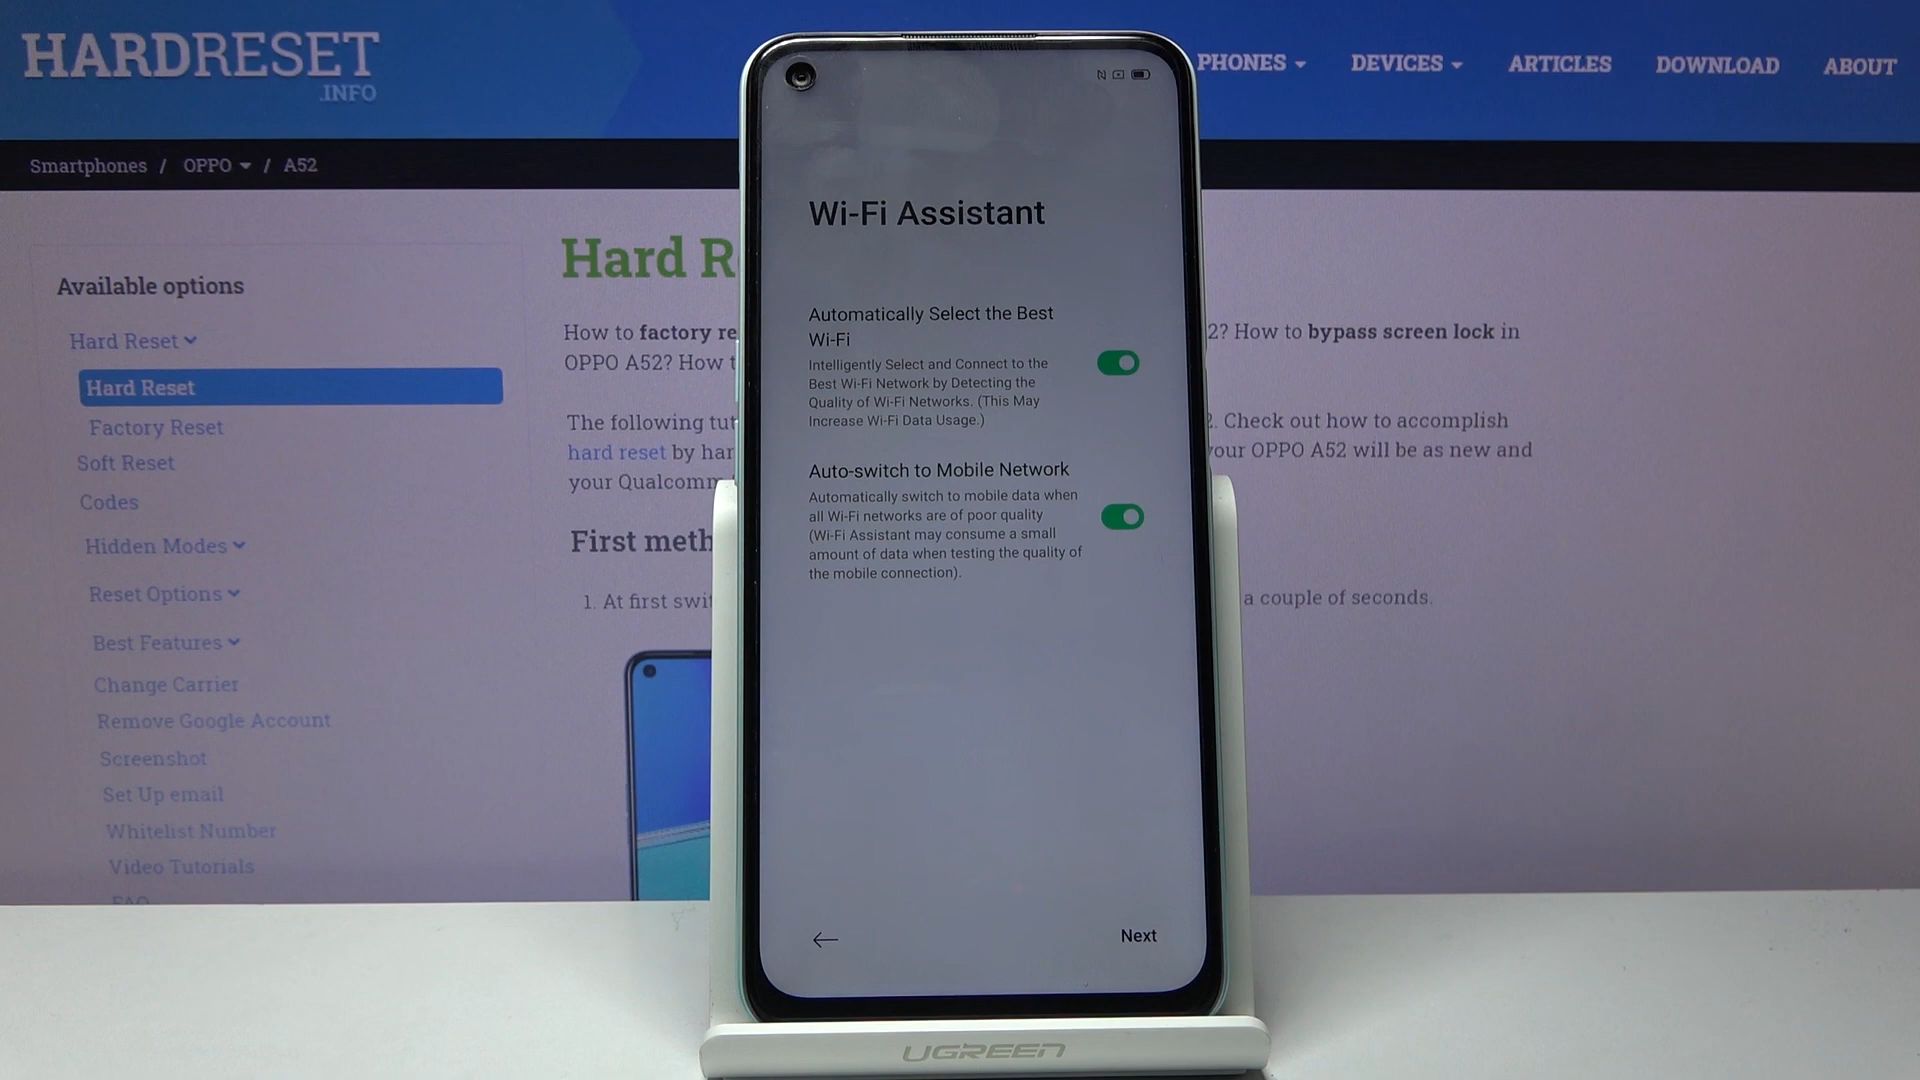 HARDRESET
.INFO
PHONES
DEVICES
ARTICLES
DOWNLOAD
ABOUT
Smartphones / OPPO / A52
Available options
Hard Reset
Hard Reset
Factory Reset
Soft Reset
Codes
Hidden Modes
Reset Options
Best Features
Change Carrier
Remove Google Account
Screenshot
Set Up email
Whitelist Number
Video Tutorials
FAQ
Hard R
How to factory re
2? How to bypass screen lock in
OPPO A52? How t
The following tut
2. Check out how to accomplish
hard reset by har
your OPPO A52 will be as new and
your Qualcomm
First meth
1. At first swit
a couple of seconds.
Wi-Fi Assistant
Automatically Select the Best
Wi-Fi
Intelligently Select and Connect to the
Best Wi-Fi Network by Detecting the
Quality of Wi-Fi Networks. (This May
Increase Wi-Fi Data Usage.)
Auto-switch to Mobile Network
Automatically switch to mobile data when
all Wi-Fi networks are of poor quality
(Wi-Fi Assistant may consume a small
amount of data when testing the quality of
the mobile connection).
Next
UGREEN